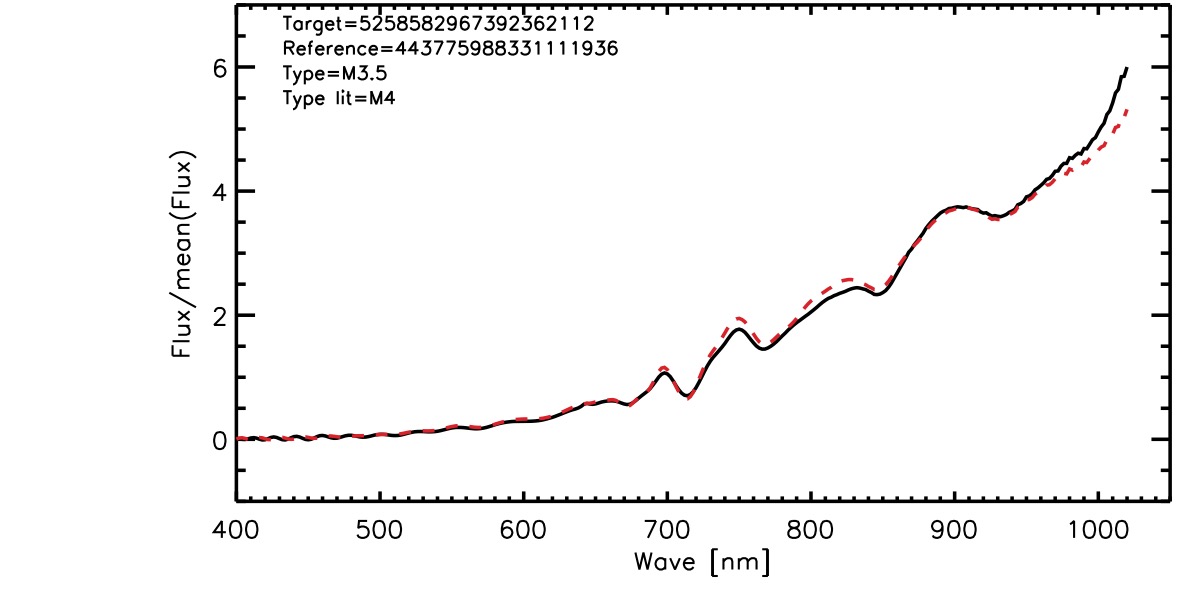 Target=5258582967392362112
Reference=443775988331111936
Type=M3.5
Type lit=M4
6
4
2
0
Flux/mean(Flux)
400 500 600 700 800 900 1000
Wave [nm]